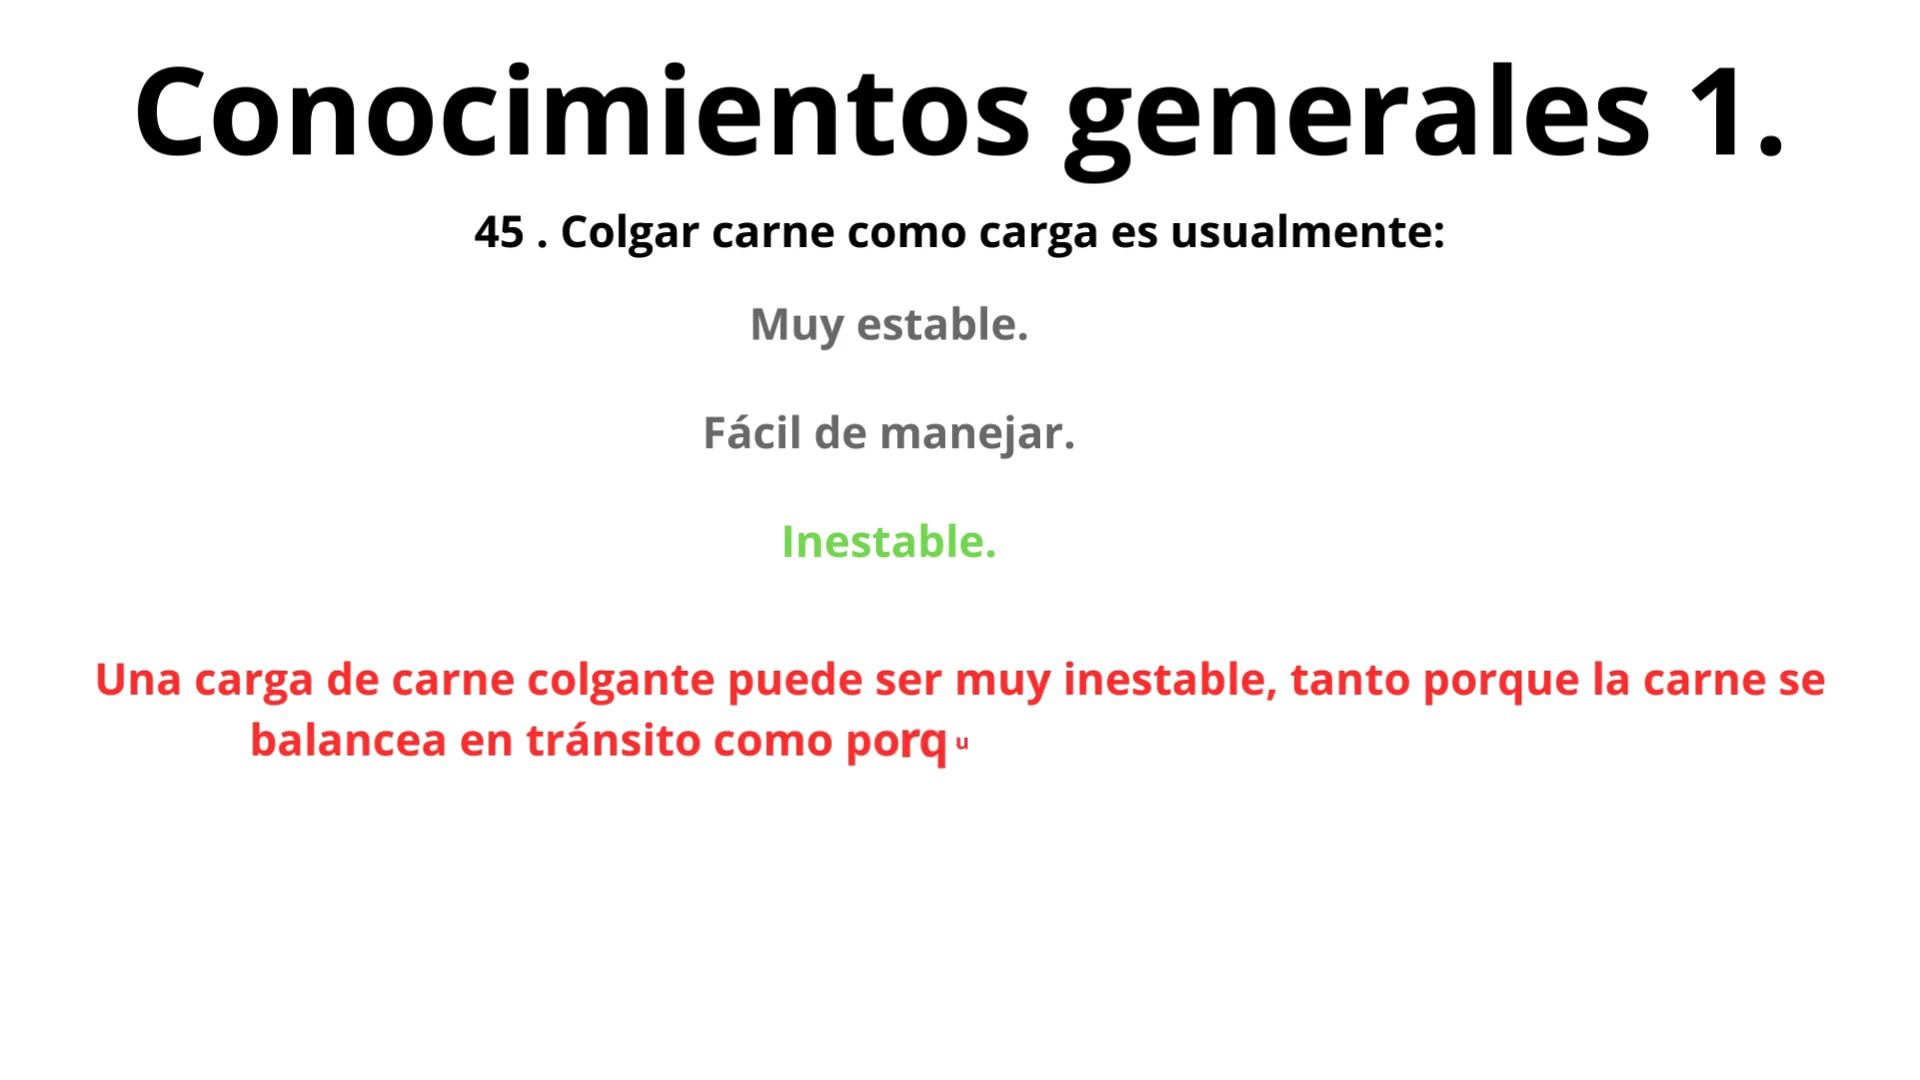 Conocimientos generales 1.
45 . Colgar carne como carga es usualmente:
Muy estable.
Fácil de manejar.
Inestable.
Una carga de carne colgante puede ser muy inestable, tanto porque la carne se
balancea en tránsito como porqu